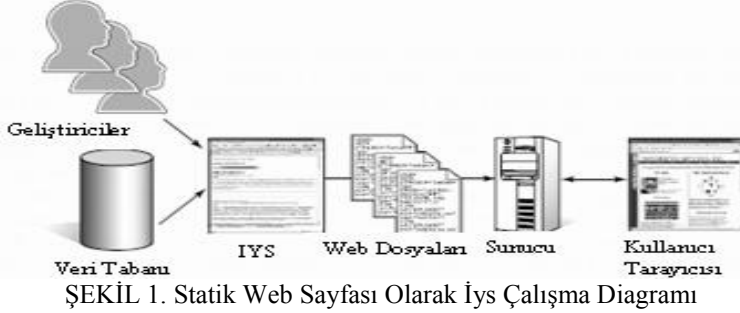 Geliştiriciler
IYS
Web Dosyaları
Sunucu
Kullanıcı
Tarayıcısı
Veri Tabanı
ŞEKİL 1. Statik Web Sayfası Olarak İys Çalışma Diagramı